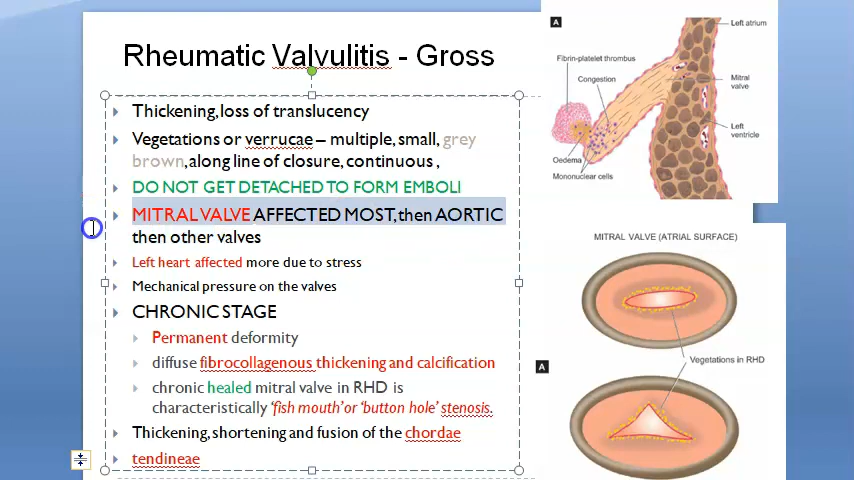 Rheumatic Valvulitis - Gross
Thickening, loss of translucency
Vegetations or verrucae – multiple, small, grey
brown, along line of closure, continuous ,
DO NOT GET DETACHED TO FORM EMBOLI
MITRAL VALVE AFFECTED MOST, then AORTIC
then other valves
Left heart affected more due to stress
Mechanical pressure on the valves
CHRONIC STAGE
Permanent deformity
diffuse fibrocollagenous thickening and calcification
chronic healed mitral valve in RHD is
characteristically 'fish mouth' or 'button hole' stenosis.
Thickening, shortening and fusion of the chordae
tendineae
A
Left atrium
Fibrin-platelet thrombus
Congestion
Mitral
valve
Left
ventricle
Oedema
Mononuclear cells
MITRAL VALVE (ATRIAL SURFACE)
Vegetations in RHD
A